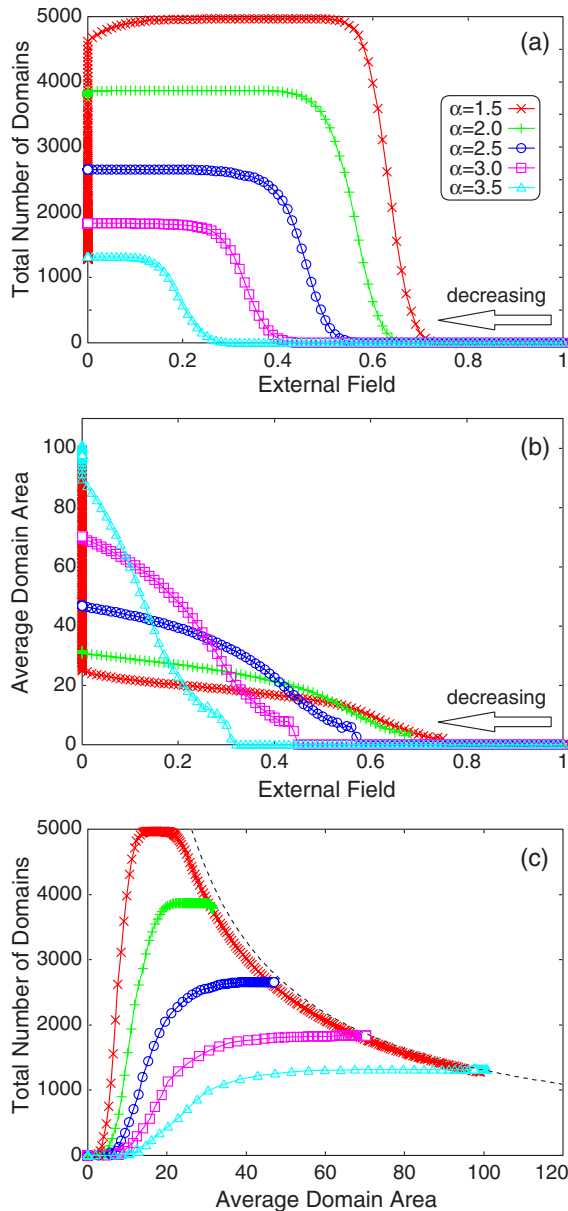 (a)
Total Number of Domains
5000
4000
3000
2000
1000
0
α=1.5
α=2.0
α=2.5
α=3.0
α=3.5
decreasing
0 0.2 0.4 0.6 0.8 1
External Field
(b)
Average Domain Area
100
80
60
40
20
0
decreasing
0 0.2 0.4 0.6 0.8 1
External Field
(c)
Total Number of Domains
5000
4000
3000
2000
1000
0
0 20 40 60 80 100 120
Average Domain Area